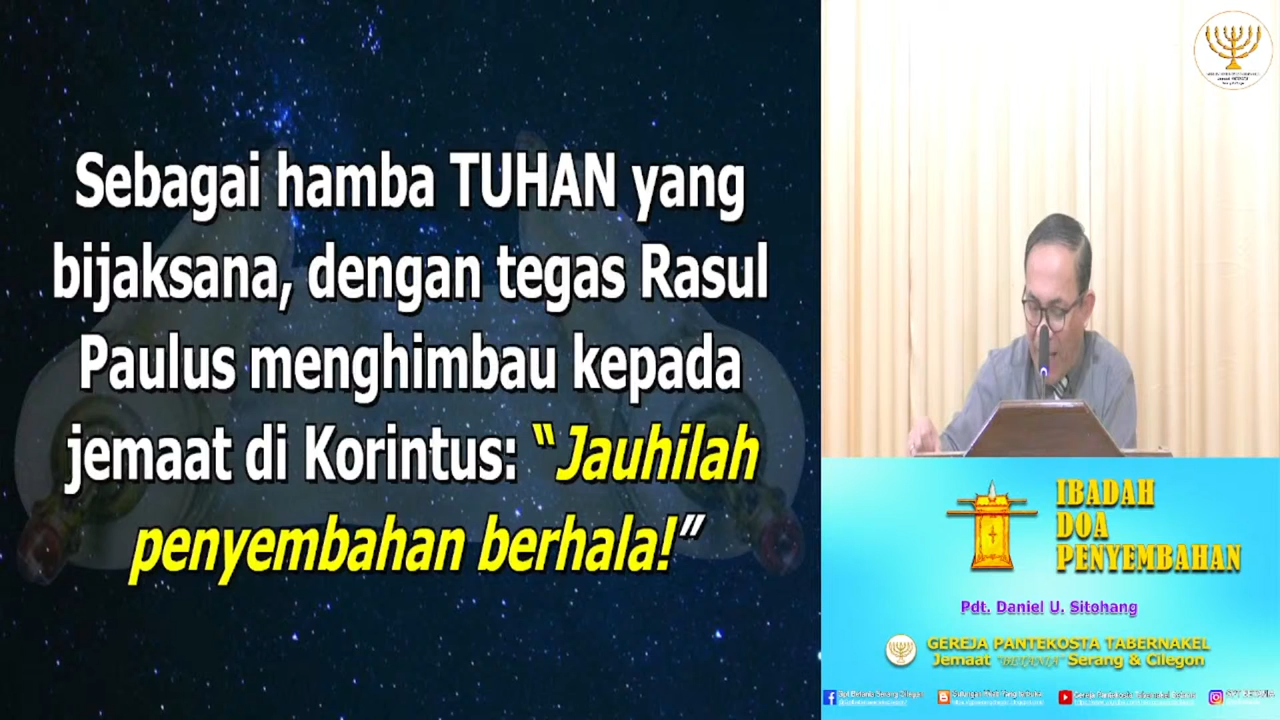 Sebagai hamba TUHAN yang
bijaksana, dengan tegas Rasul
Paulus menghimbau kepada
jemaat di Korintus: “Jauhilah
penyembahan berhala!”
IBADAH
DOA
PENYEMBAHAN
Pdt. Daniel U. Sitohang
GEREJA PANTEKOSTA TABERNAKEL
Jemaat "BETANIA" Serang & Cilegon